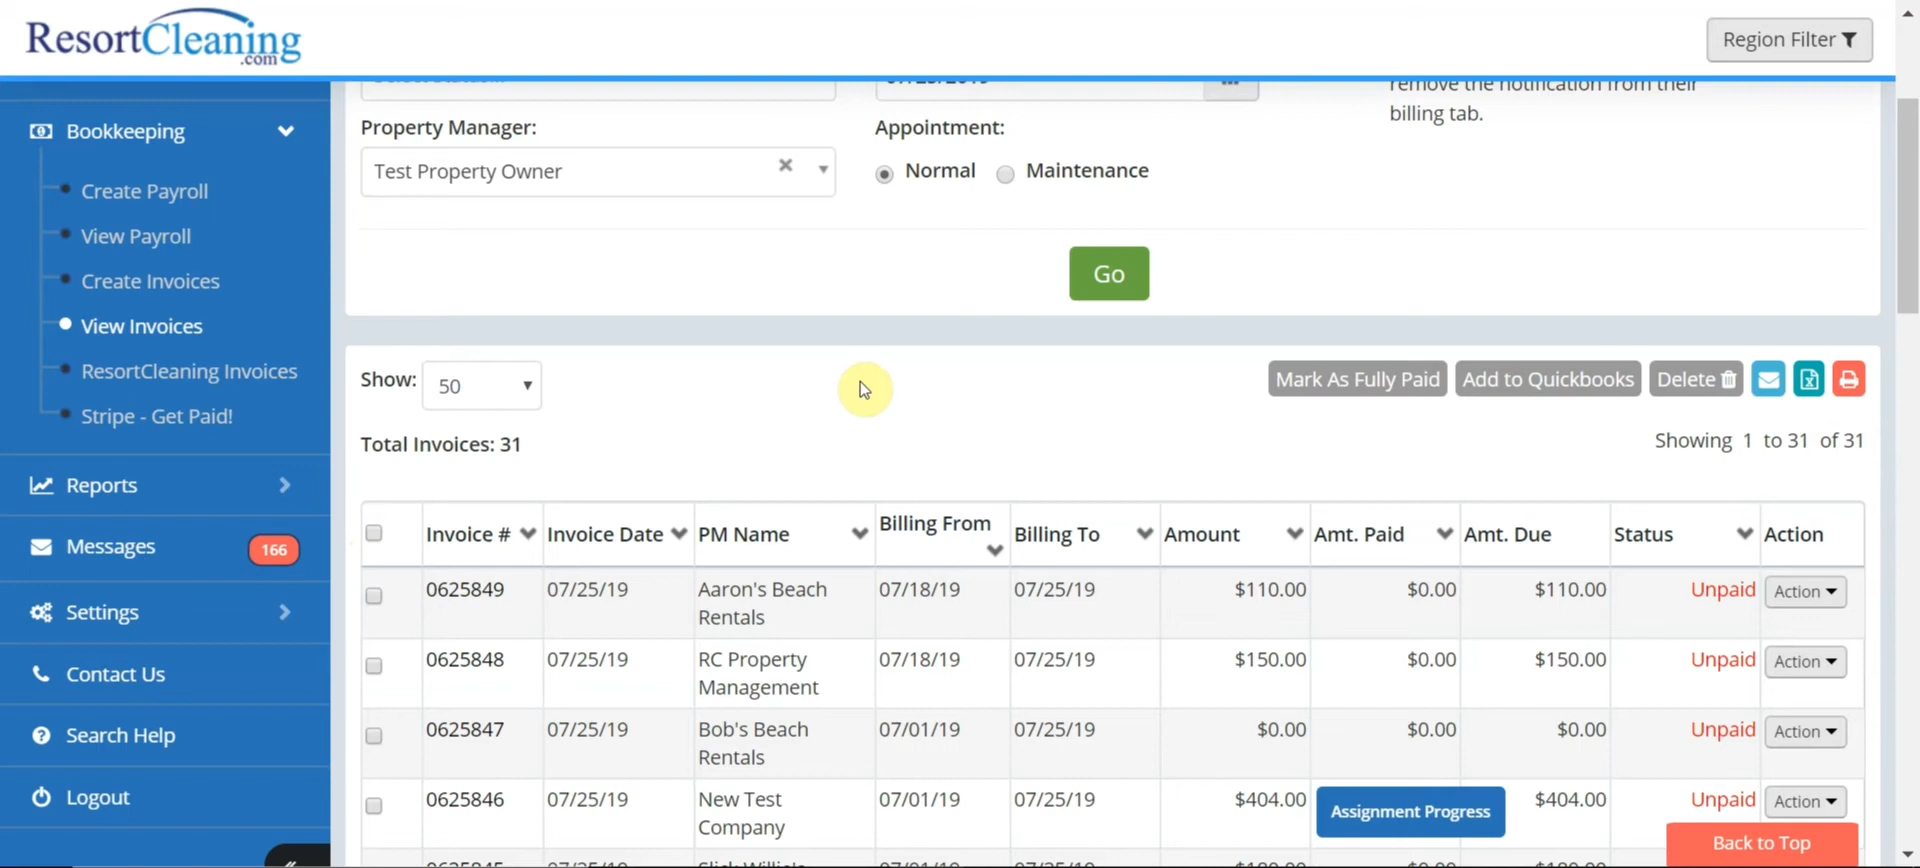 ResortCleaning
.com
Region Filter
remove the notification from their
billing tab.
Bookkeeping
Create Payroll
View Payroll
Create Invoices
View Invoices
ResortCleaning Invoices
Stripe - Get Paid!
Reports
Messages 166
Settings
Contact Us
Search Help
Logout
Property Manager:
Test Property Owner
Appointment:
Normal Maintenance
Go
Show: 50
Mark As Fully Paid Add to Quickbooks Delete
Total Invoices: 31
Showing 1 to 31 of 31
Invoice # Invoice Date PM Name Billing From Billing To Amount Amt. Paid Amt. Due Status Action
0625849 07/25/19 Aaron's Beach 07/18/19 07/25/19 $110.00 $0.00 $110.00 Unpaid Action
Rentals
0625848 07/25/19 RC Property 07/18/19 07/25/19 $150.00 $0.00 $150.00 Unpaid Action
Management
0625847 07/25/19 Bob's Beach 07/01/19 07/25/19 $0.00 $0.00 $0.00 Unpaid Action
Rentals
0625846 07/25/19 New Test 07/01/19 07/25/19 $404.00 $404.00 Unpaid Action
Company
Assignment Progress
Back to Top